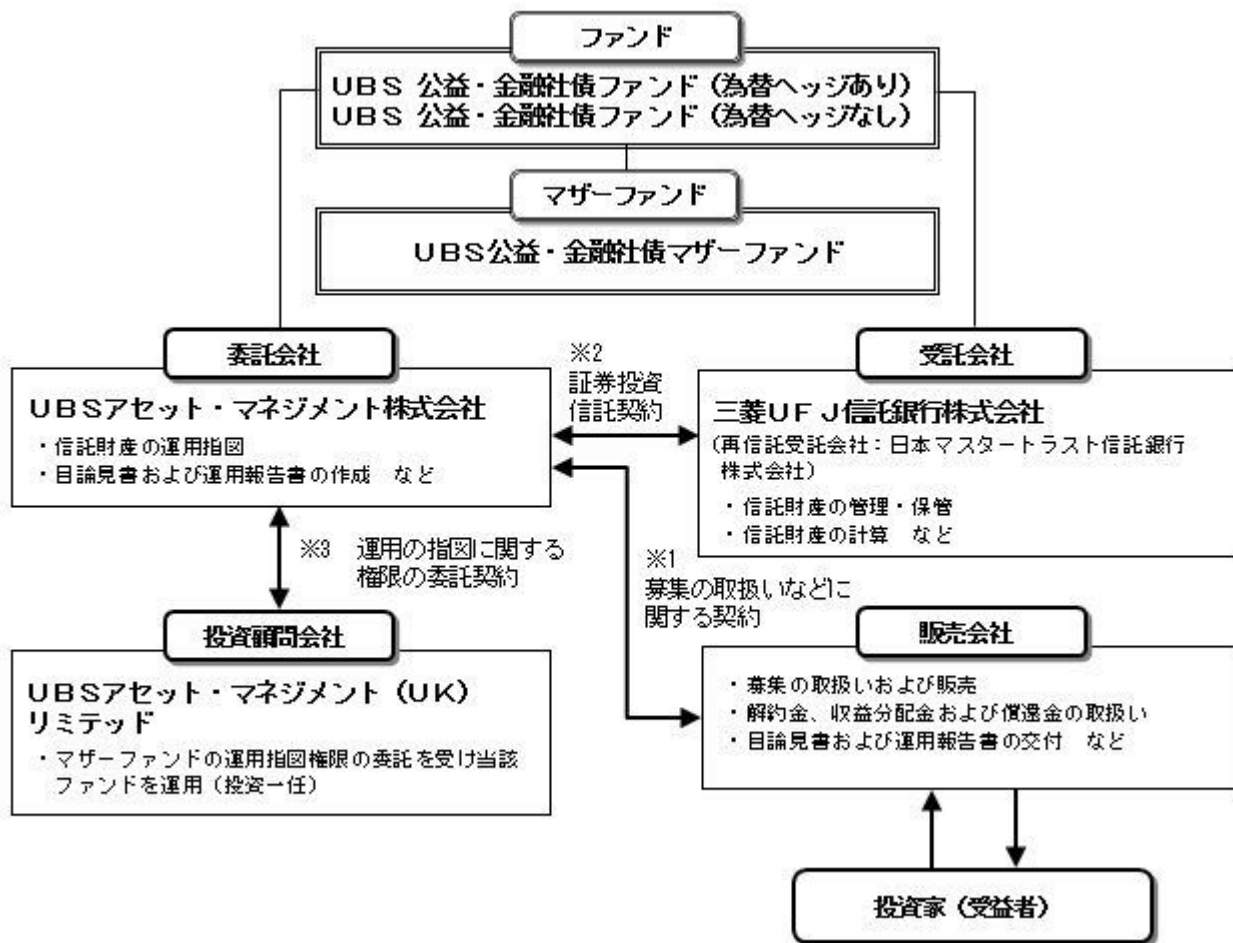 ファンド
UBS 公益・金融社債ファンド(為替ヘッジあり)
UBS 公益・金融社債ファンド(為替ヘッジなし)
マザーファンド
UBS公益・金融社債マザーファンド
委託会社
UBSアセット・マネジメント株式会社
・信託財産の運用指図
・目論見書および運用報告書の作成 など
※2
証券投資
信託契約
受託会社
三菱UFJ信託銀行株式会社
(再信託受託会社:日本マスタートラスト信託銀行
株式会社)
・信託財産の管理・保管
・信託財産の計算 など
※3 運用の指図に関する
権限の委託契約
※1
募集の取扱いなどに
関する契約
投資顧問会社
UBSアセット・マネジメント(UK)
リミテッド
・マザーファンドの運用指図権限の委託を受け当該
ファンドを運用(投資一任)
販売会社
・募集の取扱いおよび販売
・解約金、収益分配金および償還金の取扱い
・目論見書および運用報告書の交付 など
投資家(受益者)